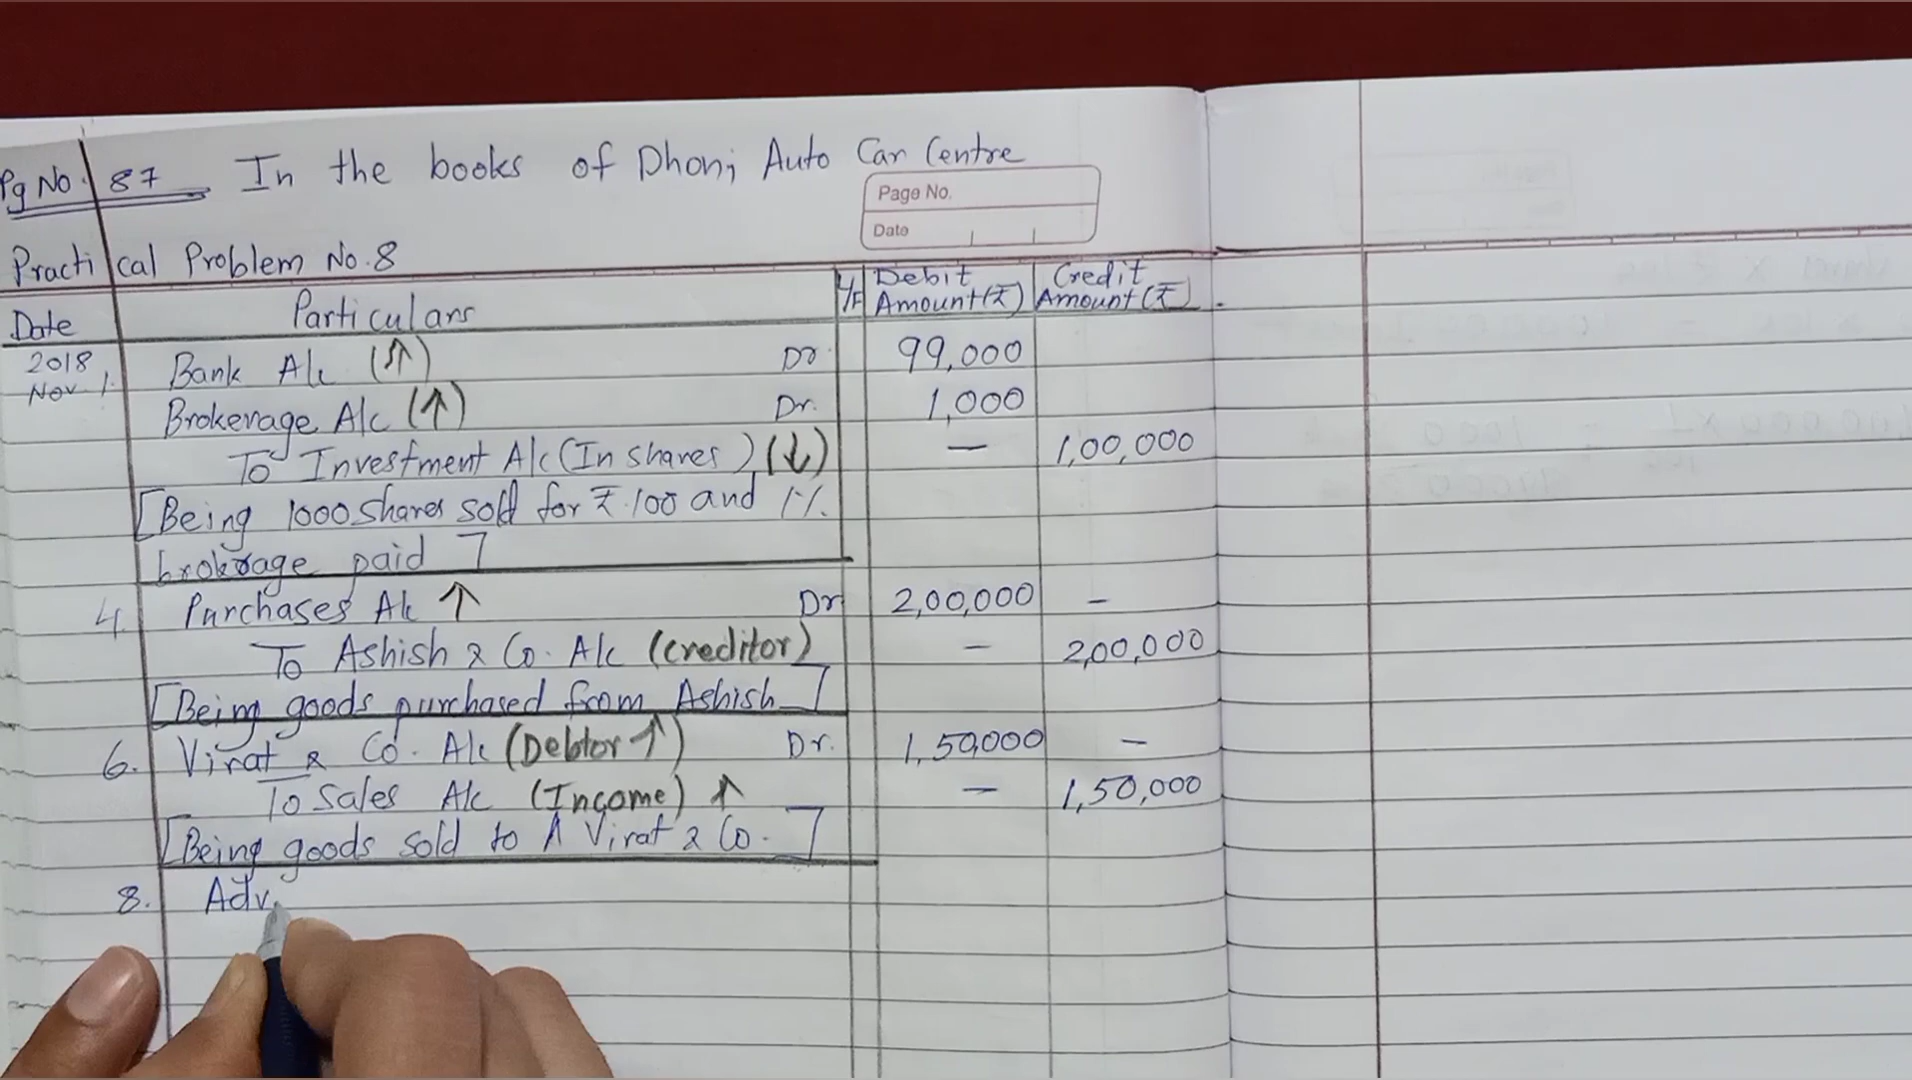 Pg No. 87 In the books of Dhoni Auto Car Centre
Page No.
Date
Practical Problem No. 8
Date Particulars L/F Debit Amount (₹) Credit Amount (₹)
2018 Nov 1. Bank A/c (↑) Dr 99,000
Brokerage A/c (↑) Dr. 1,000
To Investment A/c (In shares) (↓) — 1,00,000
[Being 1000 shares sold for ₹.100 and 1%.
brokerage paid]
4. Purchases A/c ↑ Dr 2,00,000 —
To Ashish & Co. A/c (creditor) — 2,00,000
[Being goods purchased from Ashish]
6. Virat & Co. A/c (Debtor ↑) Dr. 1,50,000 —
To Sales A/c (Income) ↑ — 1,50,000
[Being goods sold to A Virat & Co.]
8. Adv